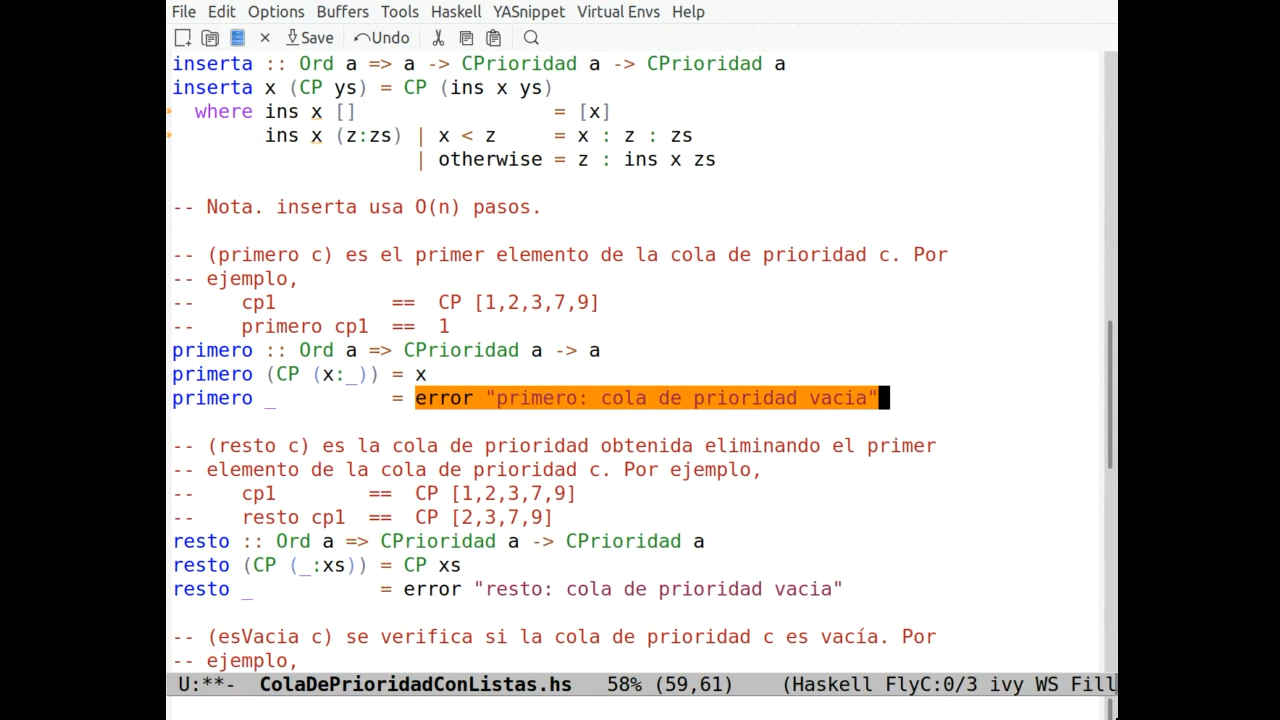 File Edit Options Buffers Tools Haskell YASnippet Virtual Envs Help
Save Undo
inserta :: Ord a => a -> CPrioridad a -> CPrioridad a
inserta x (CP ys) = CP (ins x ys)
  where ins x []                 = [x]
        ins x (z:zs) | x < z     = x : z : zs
                     | otherwise = z : ins x zs
-- Nota. inserta usa O(n) pasos.
-- (primero c) es el primer elemento de la cola de prioridad c. Por
-- ejemplo,
--    cp1          ==  CP [1,2,3,7,9]
--    primero cp1  ==  1
primero :: Ord a => CPrioridad a -> a
primero (CP (x:_)) = x
primero _          = error "primero: cola de prioridad vacia"
-- (resto c) es la cola de prioridad obtenida eliminando el primer
-- elemento de la cola de prioridad c. Por ejemplo,
--    cp1        ==  CP [1,2,3,7,9]
--    resto cp1  ==  CP [2,3,7,9]
resto :: Ord a => CPrioridad a -> CPrioridad a
resto (CP (_:xs)) = CP xs
resto _           = error "resto: cola de prioridad vacia"
-- (esVacia c) se verifica si la cola de prioridad c es vacía. Por
-- ejemplo,
U:**-  ColaDePrioridadConListas.hs   58% (59,61)    (Haskell FlyC:0/3 ivy WS Fill